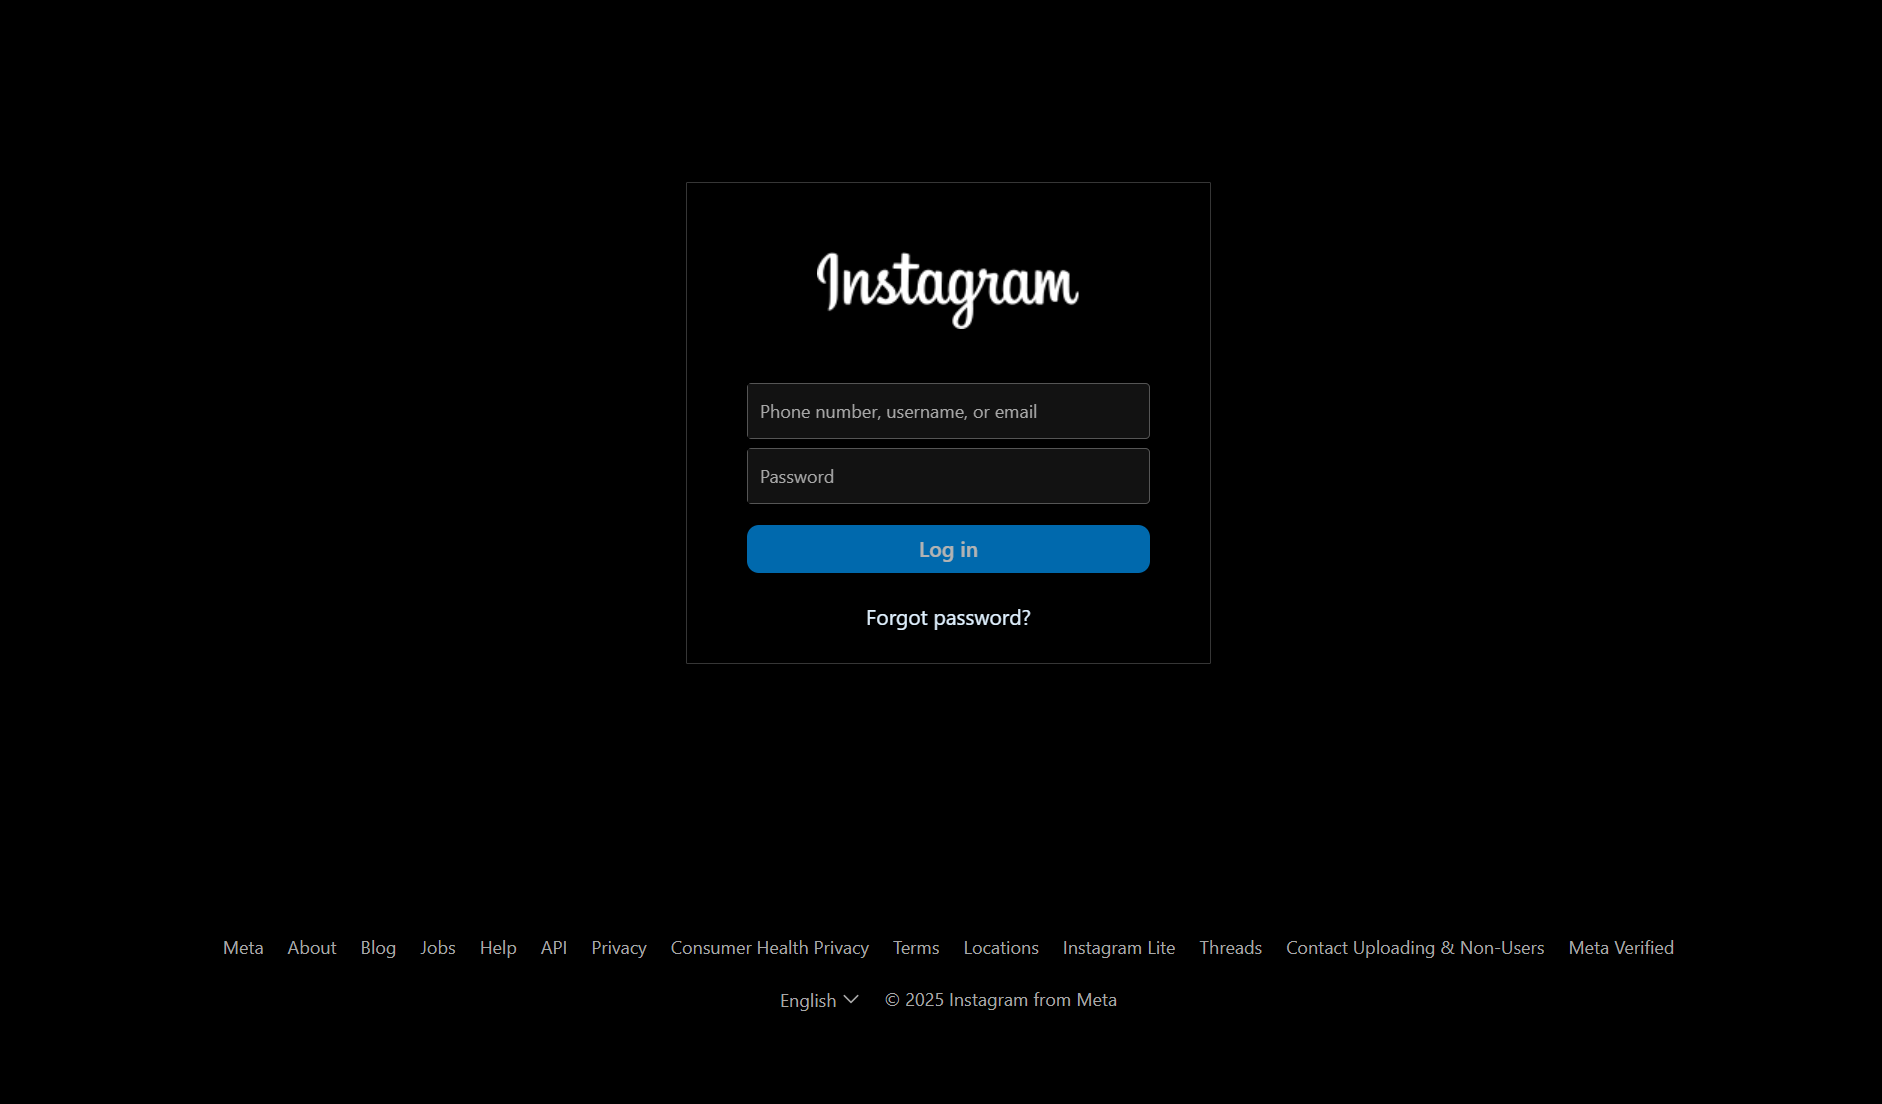 Instagram
Phone number, username, or email
Password
Log in
Forgot password?
Meta About Blog Jobs Help API Privacy Consumer Health Privacy Terms Locations Instagram Lite Threads Contact Uploading & Non-Users Meta Verified
English © 2025 Instagram from Meta